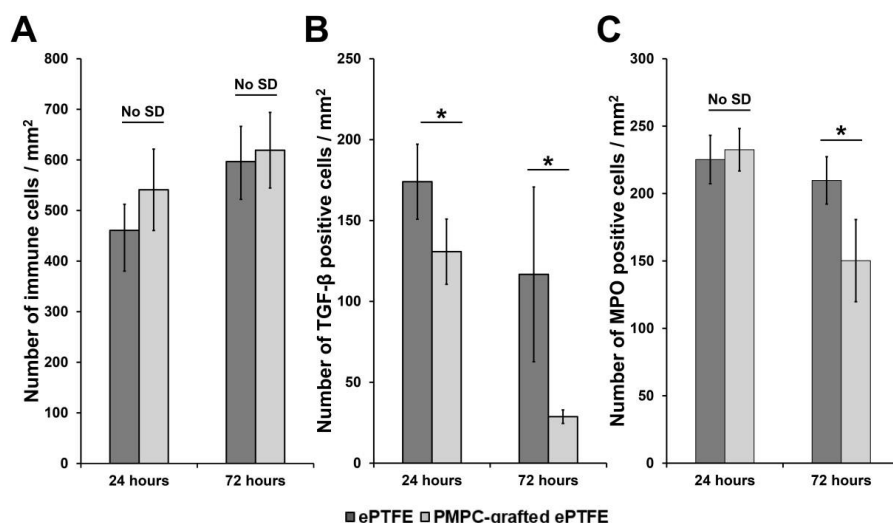 A
Number of immune cells / mm²
800
700
600
500
400
300
200
100
0
No SD
No SD
24 hours
72 hours
B
Number of TGF-β positive cells / mm²
250
200
150
100
50
0
*
*
24 hours
72 hours
C
Number of MPO positive cells / mm²
300
250
200
150
100
50
0
No SD
*
24 hours
72 hours
ePTFE
PMPC-grafted ePTFE